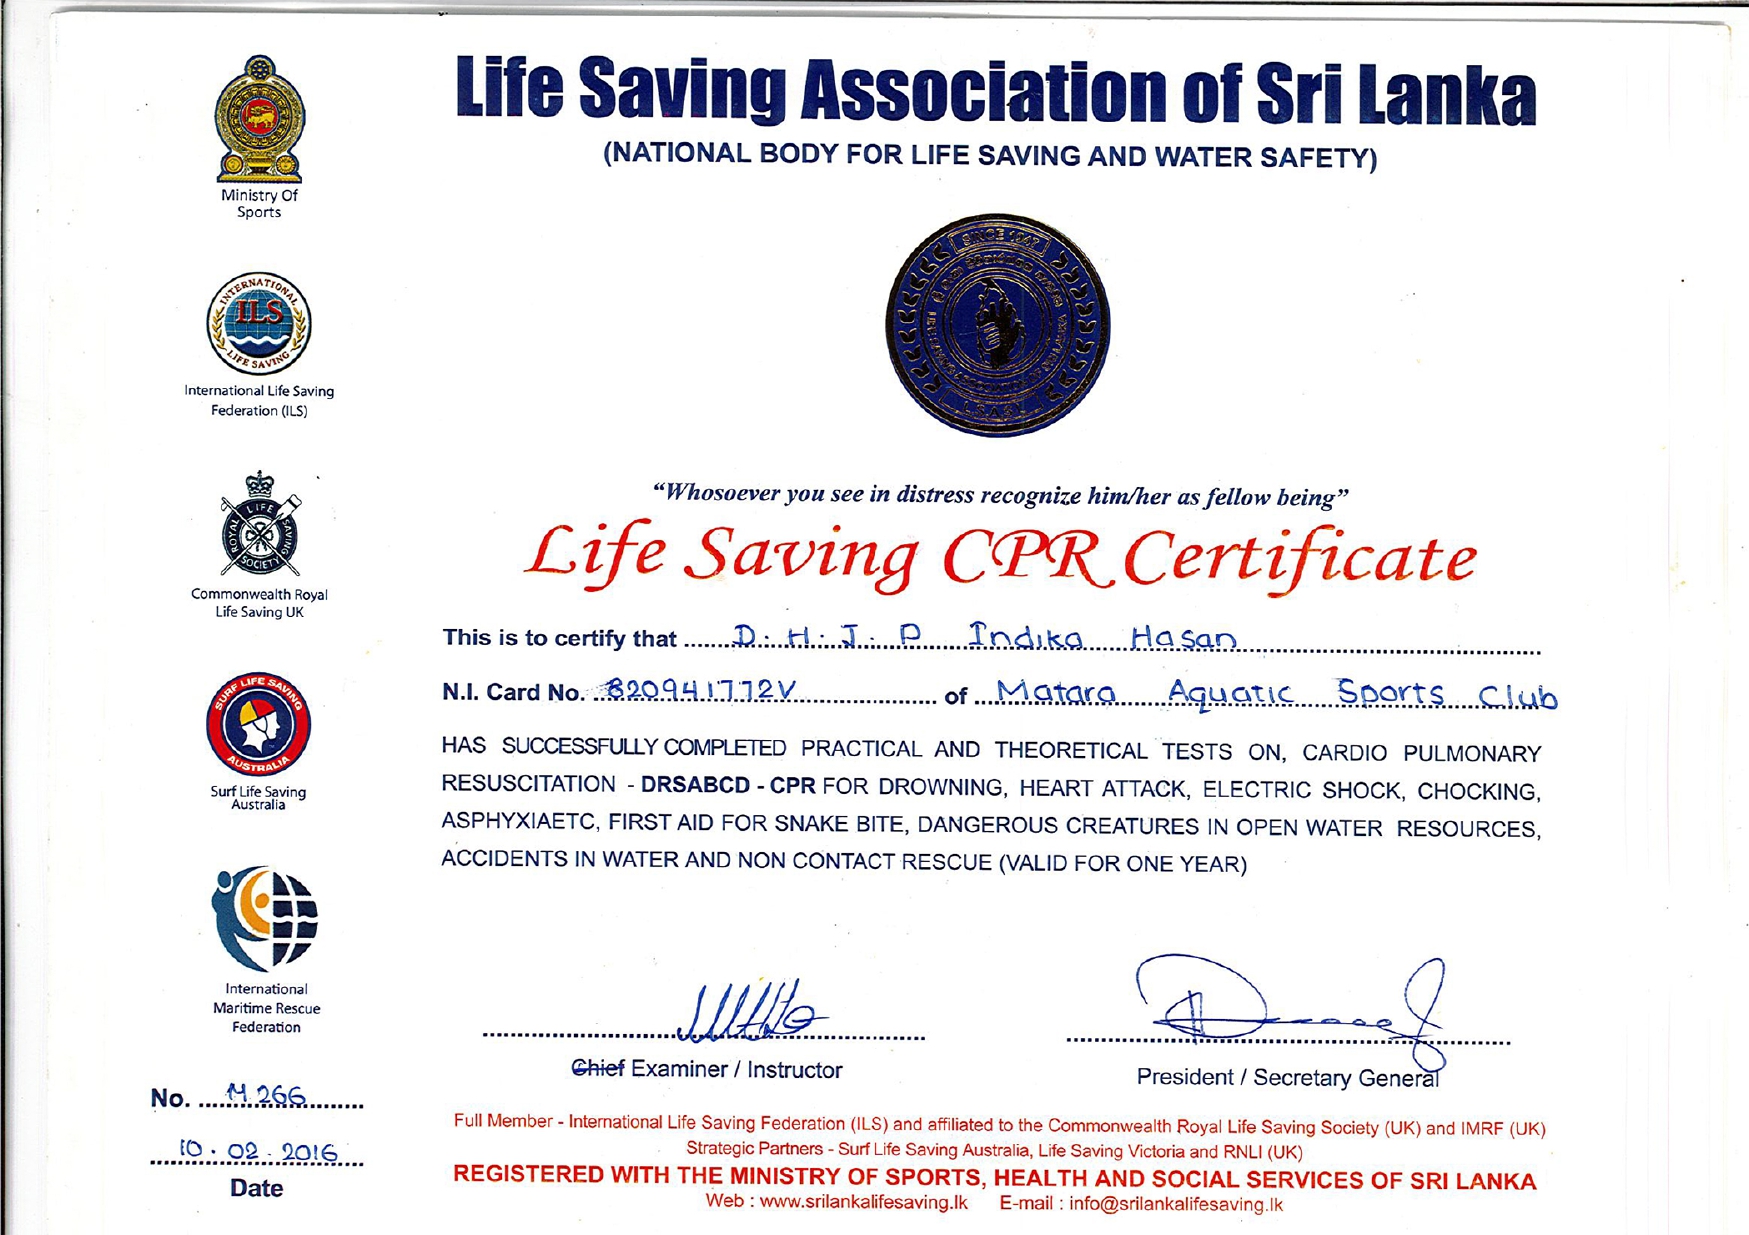 Life Saving Association of Sri Lanka
(NATIONAL BODY FOR LIFE SAVING AND WATER SAFETY)
Ministry Of
Sports
SINCE 1947
INTERNATIONAL
ILS
LIFE SAVING
International Life Saving
Federation (ILS)
ROYAL LIFE SAVING SOCIETY
Commonwealth Royal
Life Saving UK
SURF LIFE SAVING
AUSTRALIA
Surf Life Saving
Australia
International
Maritime Rescue
Federation
“Whosoever you see in distress recognize him/her as fellow being”
Life Saving CPR Certificate
This is to certify that D. H. J. P Indika Hasan
N.I. Card No. 820941772V of Matara Aquatic Sports Club
HAS SUCCESSFULLY COMPLETED PRACTICAL AND THEORETICAL TESTS ON, CARDIO PULMONARY
RESUSCITATION - DRSABCD - CPR FOR DROWNING, HEART ATTACK, ELECTRIC SHOCK, CHOCKING,
ASPHYXIAETC, FIRST AID FOR SNAKE BITE, DANGEROUS CREATURES IN OPEN WATER RESOURCES,
ACCIDENTS IN WATER AND NON CONTACT RESCUE (VALID FOR ONE YEAR)
Chief Examiner / Instructor
President / Secretary General
No. M 266
10 . 02 . 2016
Date
Full Member - International Life Saving Federation (ILS) and affiliated to the Commonwealth Royal Life Saving Society (UK) and IMRF (UK)
Strategic Partners - Surf Life Saving Australia, Life Saving Victoria and RNLI (UK)
REGISTERED WITH THE MINISTRY OF SPORTS, HEALTH AND SOCIAL SERVICES OF SRI LANKA
Web : www.srilankalifesaving.lk E-mail : info@srilankalifesaving.lk